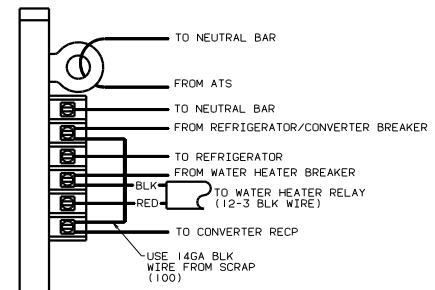 TO NEUTRAL BAR
FROM ATS
TO NEUTRAL BAR
FROM REFRIGERATOR/CONVERTER BREAKER
TO REFRIGERATOR
FROM WATER HEATER BREAKER
BLK
TO WATER HEATER RELAY
(12-3 BLK WIRE)
RED
TO CONVERTER RECP
USE 14GA BLK
WIRE FROM SCRAP
(100)